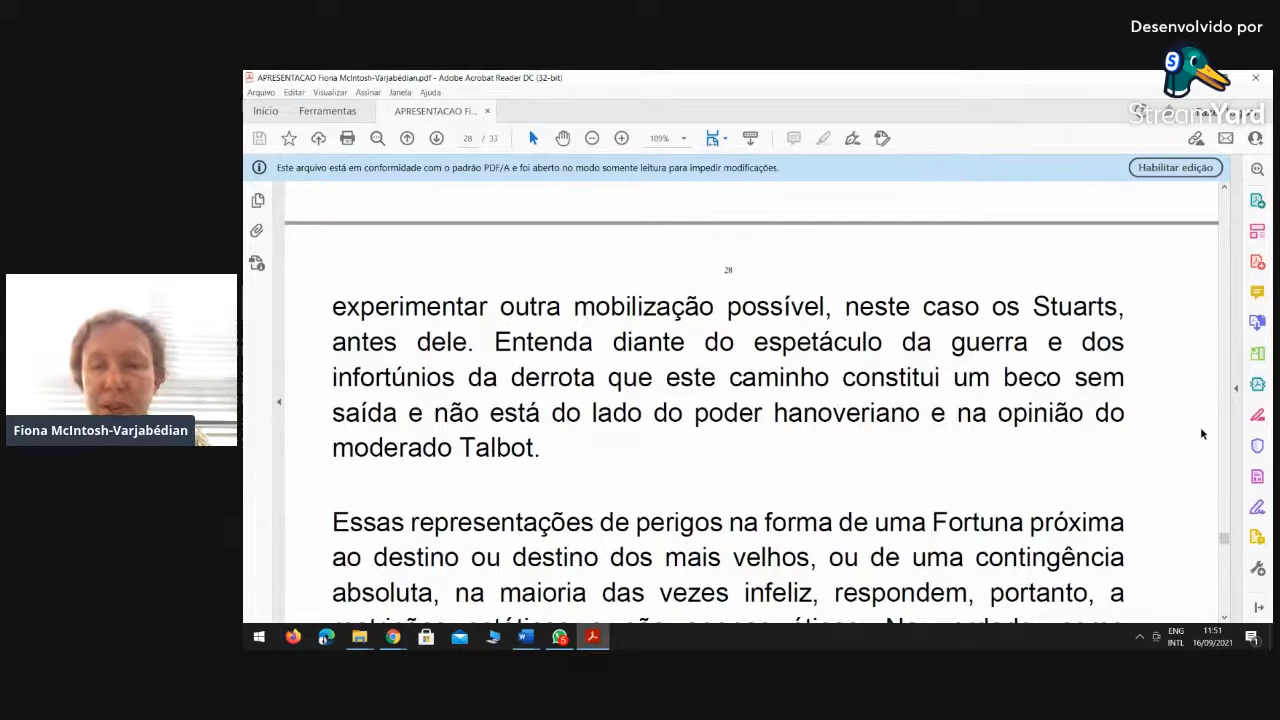 Desenvolvido por
StreamYard
APRESENTACAO Fiona McIntosh-Varjabédian.pdf - Adobe Acrobat Reader DC (32-bit)
Arquivo Editar Visualizar Assinar Janela Ajuda
Início Ferramentas APRESENTACAO Fi... ×
28 / 33 109%
Este arquivo está em conformidade com o padrão PDF/A e foi aberto no modo somente leitura para impedir modificações. Habilitar edição
28
experimentar outra mobilização possível, neste caso os Stuarts,
antes dele. Entenda diante do espetáculo da guerra e dos
infortúnios da derrota que este caminho constitui um beco sem
saída e não está do lado do poder hanoveriano e na opinião do
moderado Talbot.
Essas representações de perigos na forma de uma Fortuna próxima
ao destino ou destino dos mais velhos, ou de uma contingência
absoluta, na maioria das vezes infeliz, respondem, portanto, a
Fiona McIntosh-Varjabédian
ENG
INTL
11:51
16/09/2021